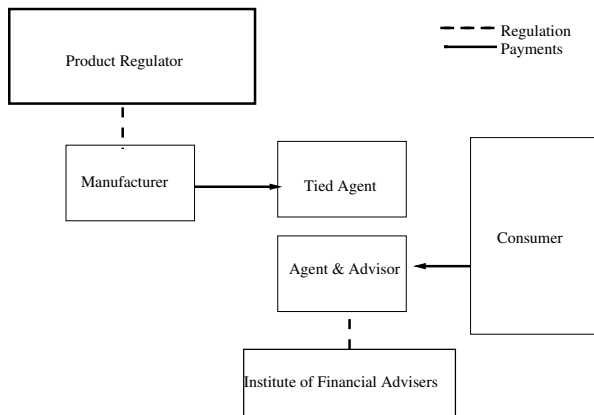 Regulation
Payments
Product Regulator
Manufacturer
Tied Agent
Consumer
Agent & Advisor
Institute of Financial Advisers